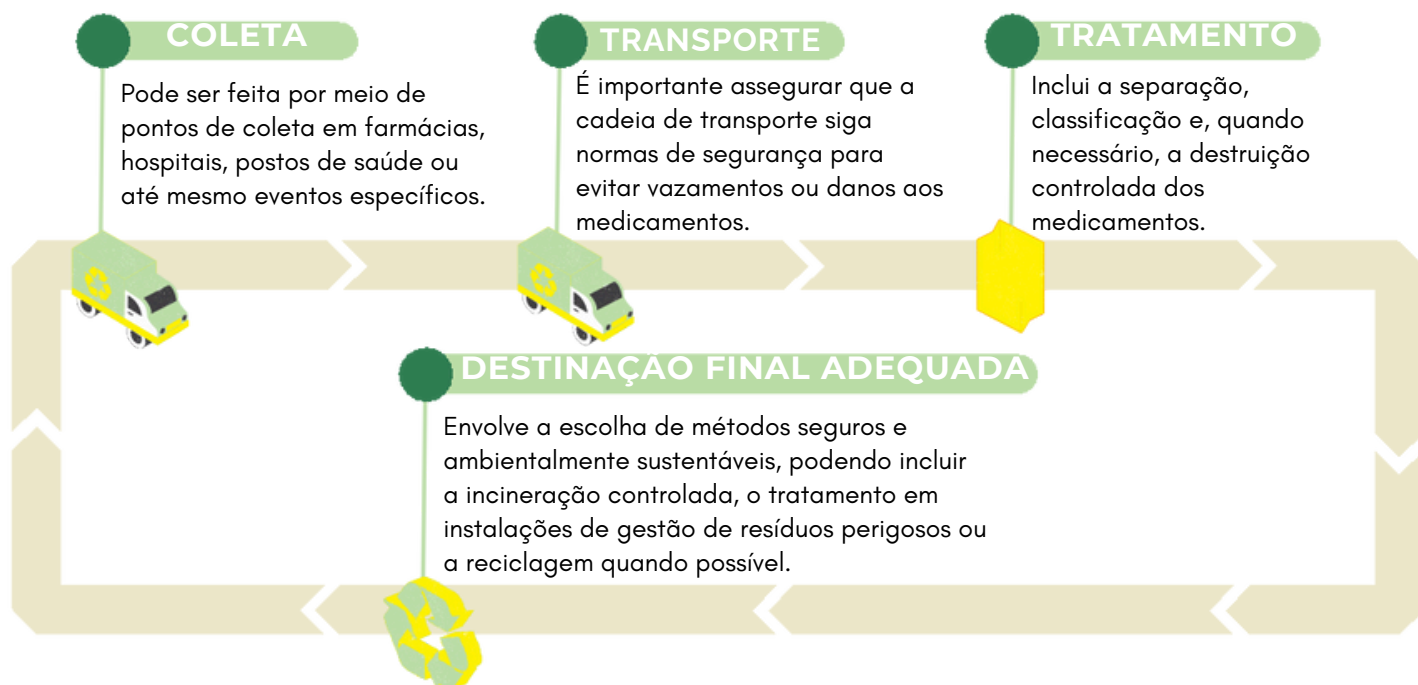 COLETA
Pode ser feita por meio de
pontos de coleta em farmácias,
hospitais, postos de saúde ou
até mesmo eventos específicos.
TRANSPORTE
É importante assegurar que a
cadeia de transporte siga
normas de segurança para
evitar vazamentos ou danos aos
medicamentos.
TRATAMENTO
Inclui a separação,
classificação e, quando
necessário, a destruição
controlada dos
medicamentos.
DESTINAÇÃO FINAL ADEQUADA
Envolve a escolha de métodos seguros e
ambientalmente sustentáveis, podendo incluir
a incineração controlada, o tratamento em
instalações de gestão de resíduos perigosos ou
a reciclagem quando possível.